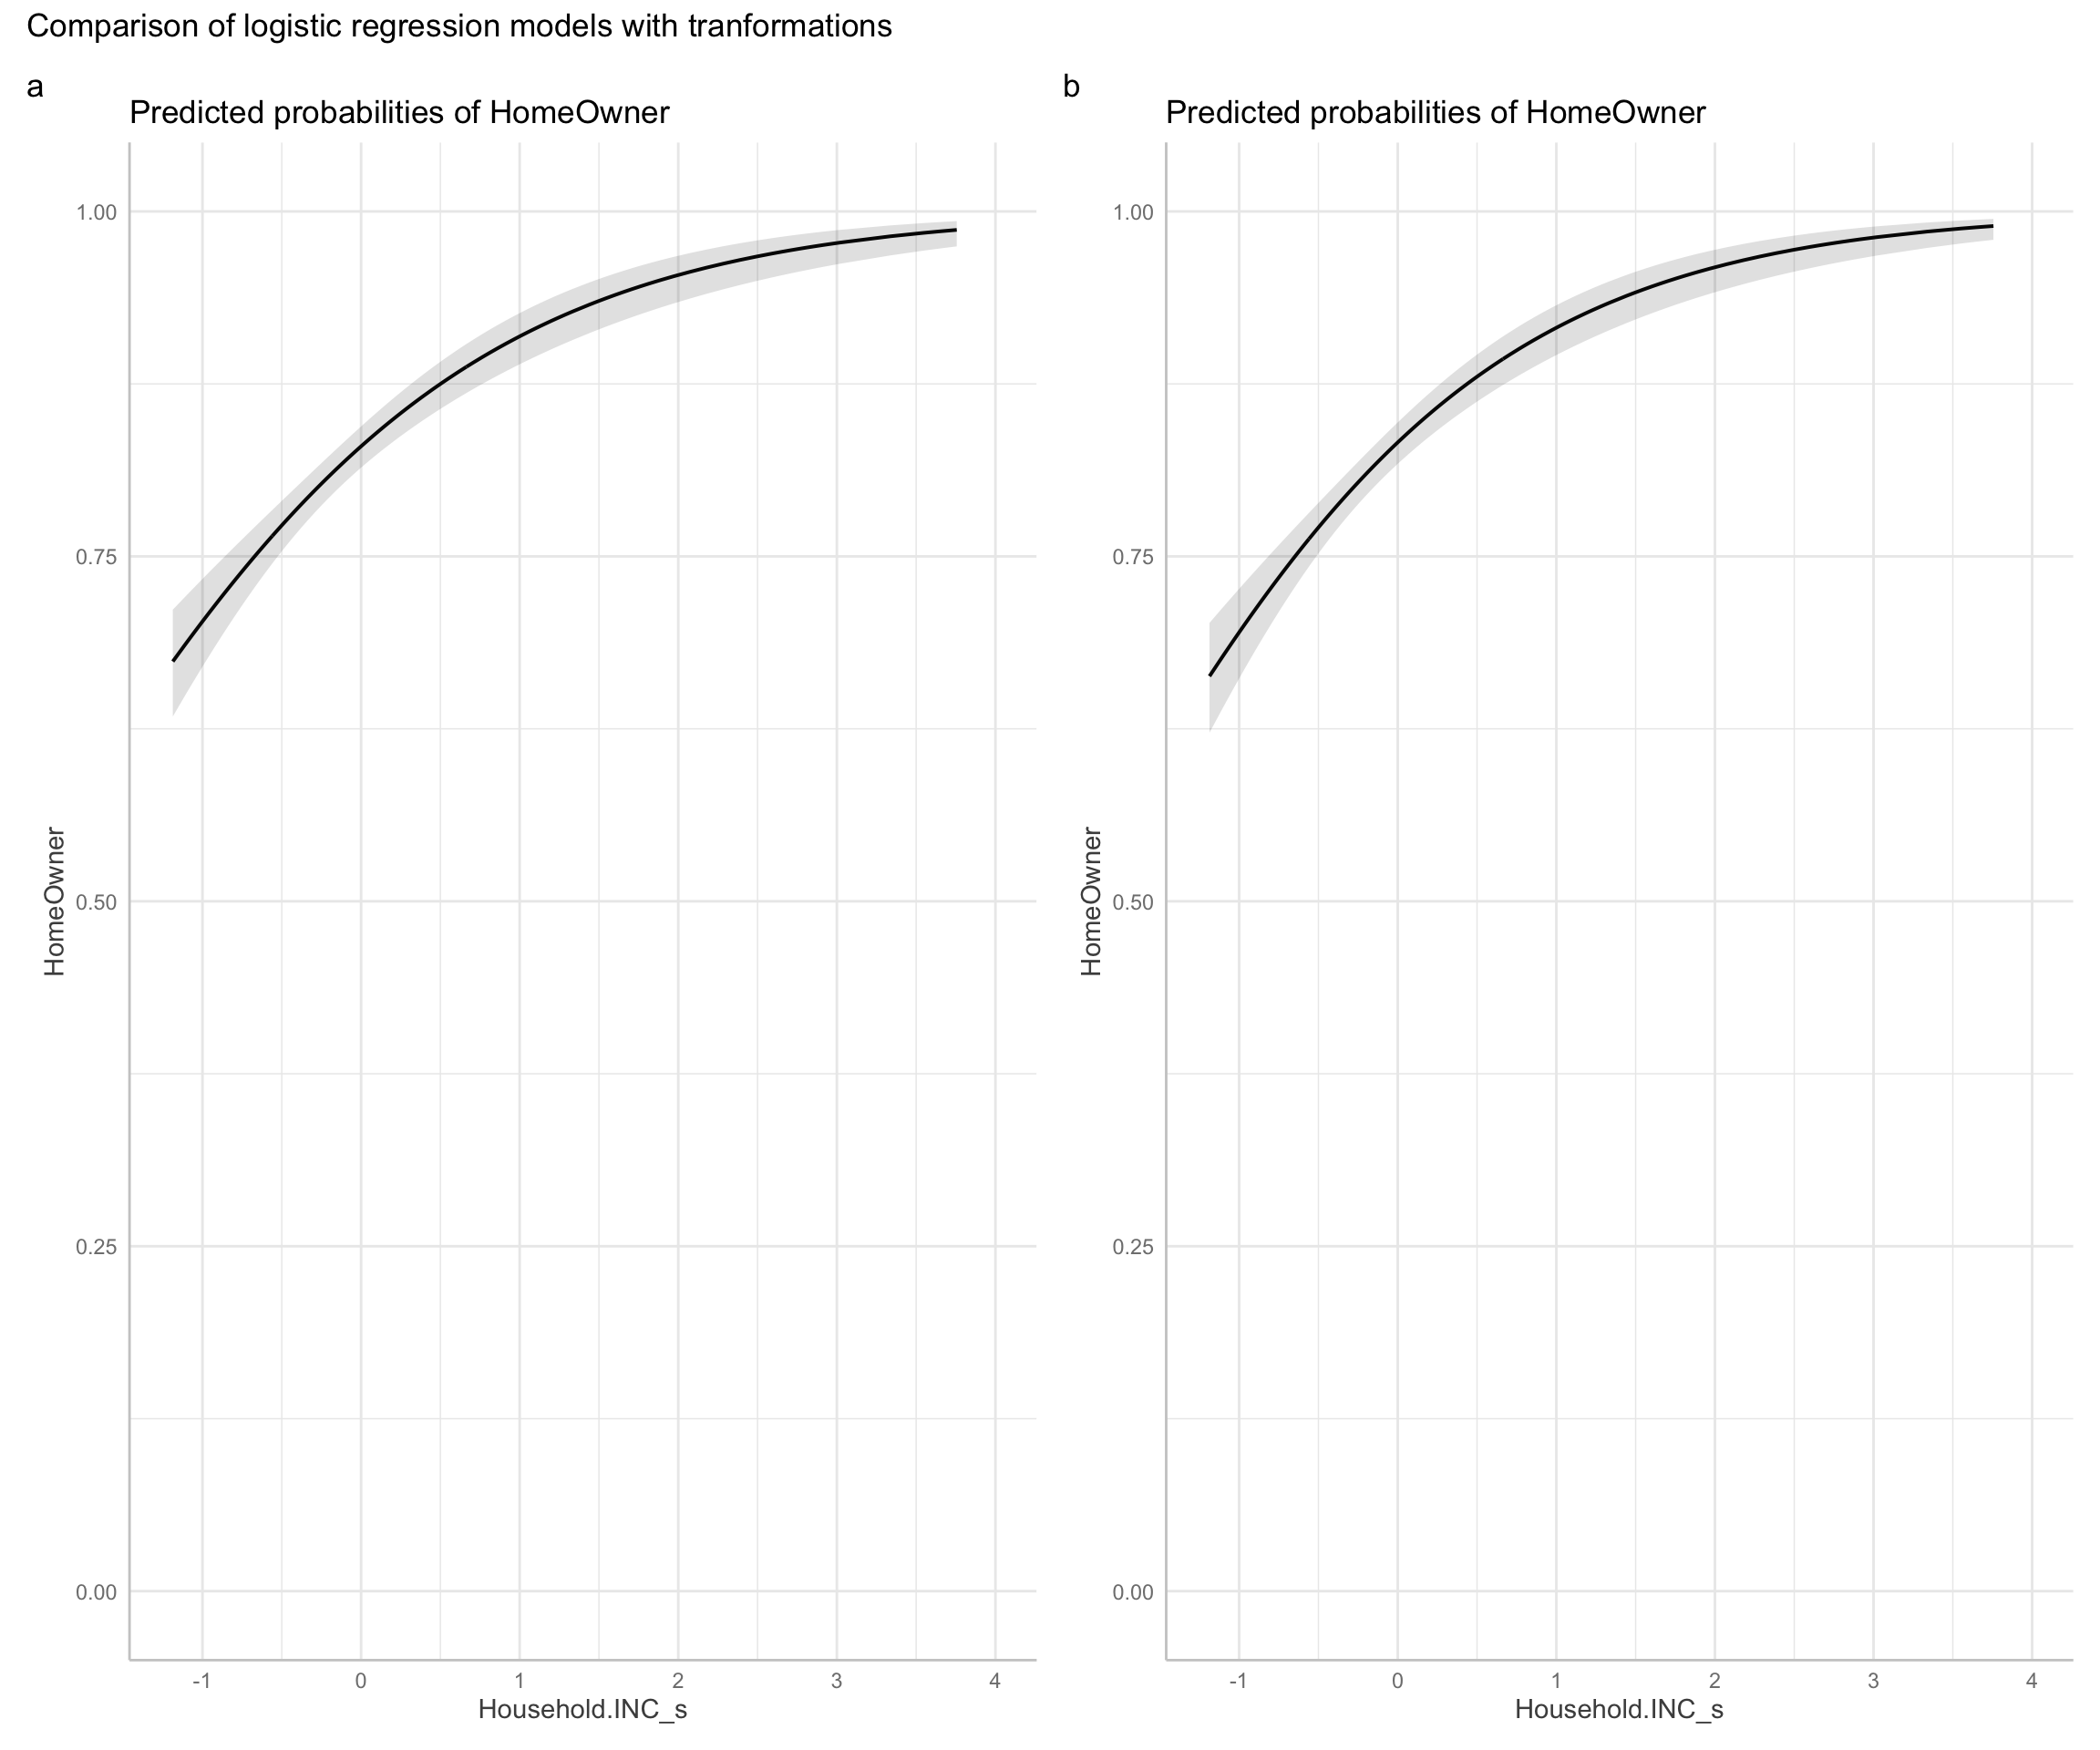 Comparison of logistic regression models with tranformations
a
Predicted probabilities of HomeOwner
1.00
0.75
0.50
0.25
0.00
HomeOwner
-1 0 1 2 3 4
Household.INC_s
b
Predicted probabilities of HomeOwner
1.00
0.75
0.50
0.25
0.00
HomeOwner
-1 0 1 2 3 4
Household.INC_s